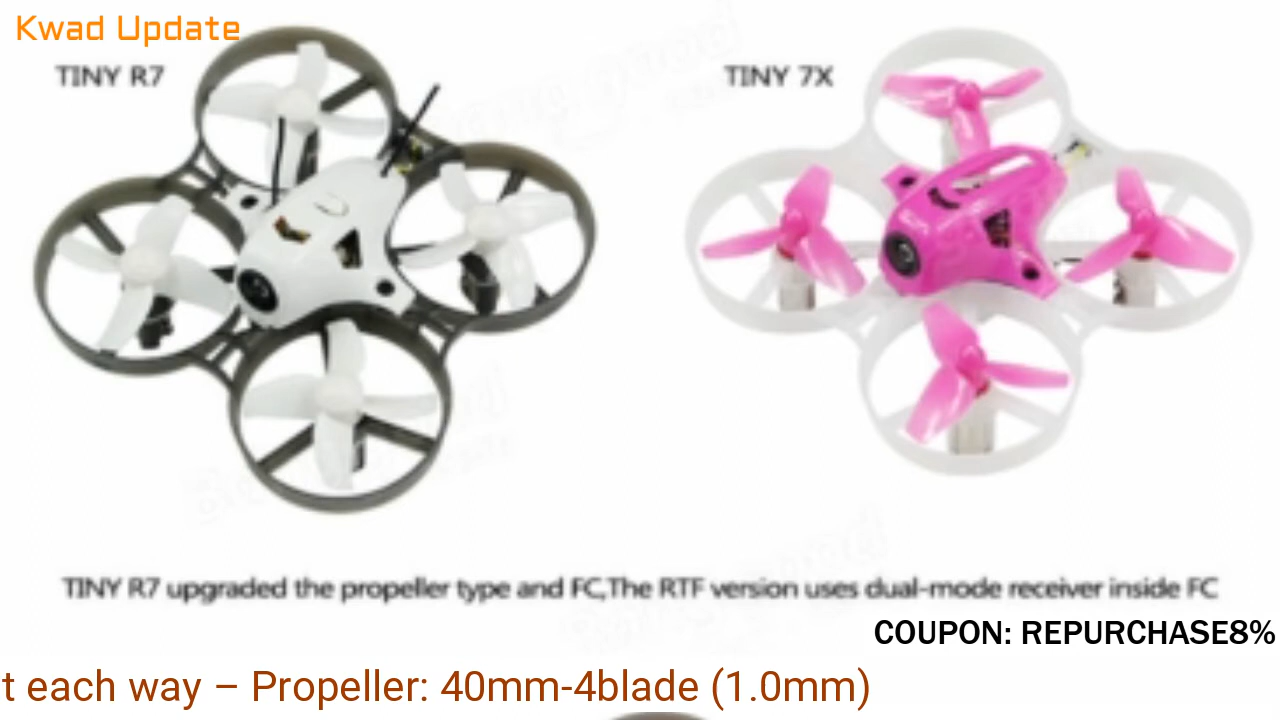 Kwad Update
TINY R7
TINY 7X
TINY R7 upgraded the propeller type and FC,The RTF version uses dual-mode receiver inside FC
COUPON: REPURCHASE8%
t each way – Propeller: 40mm-4blade (1.0mm)